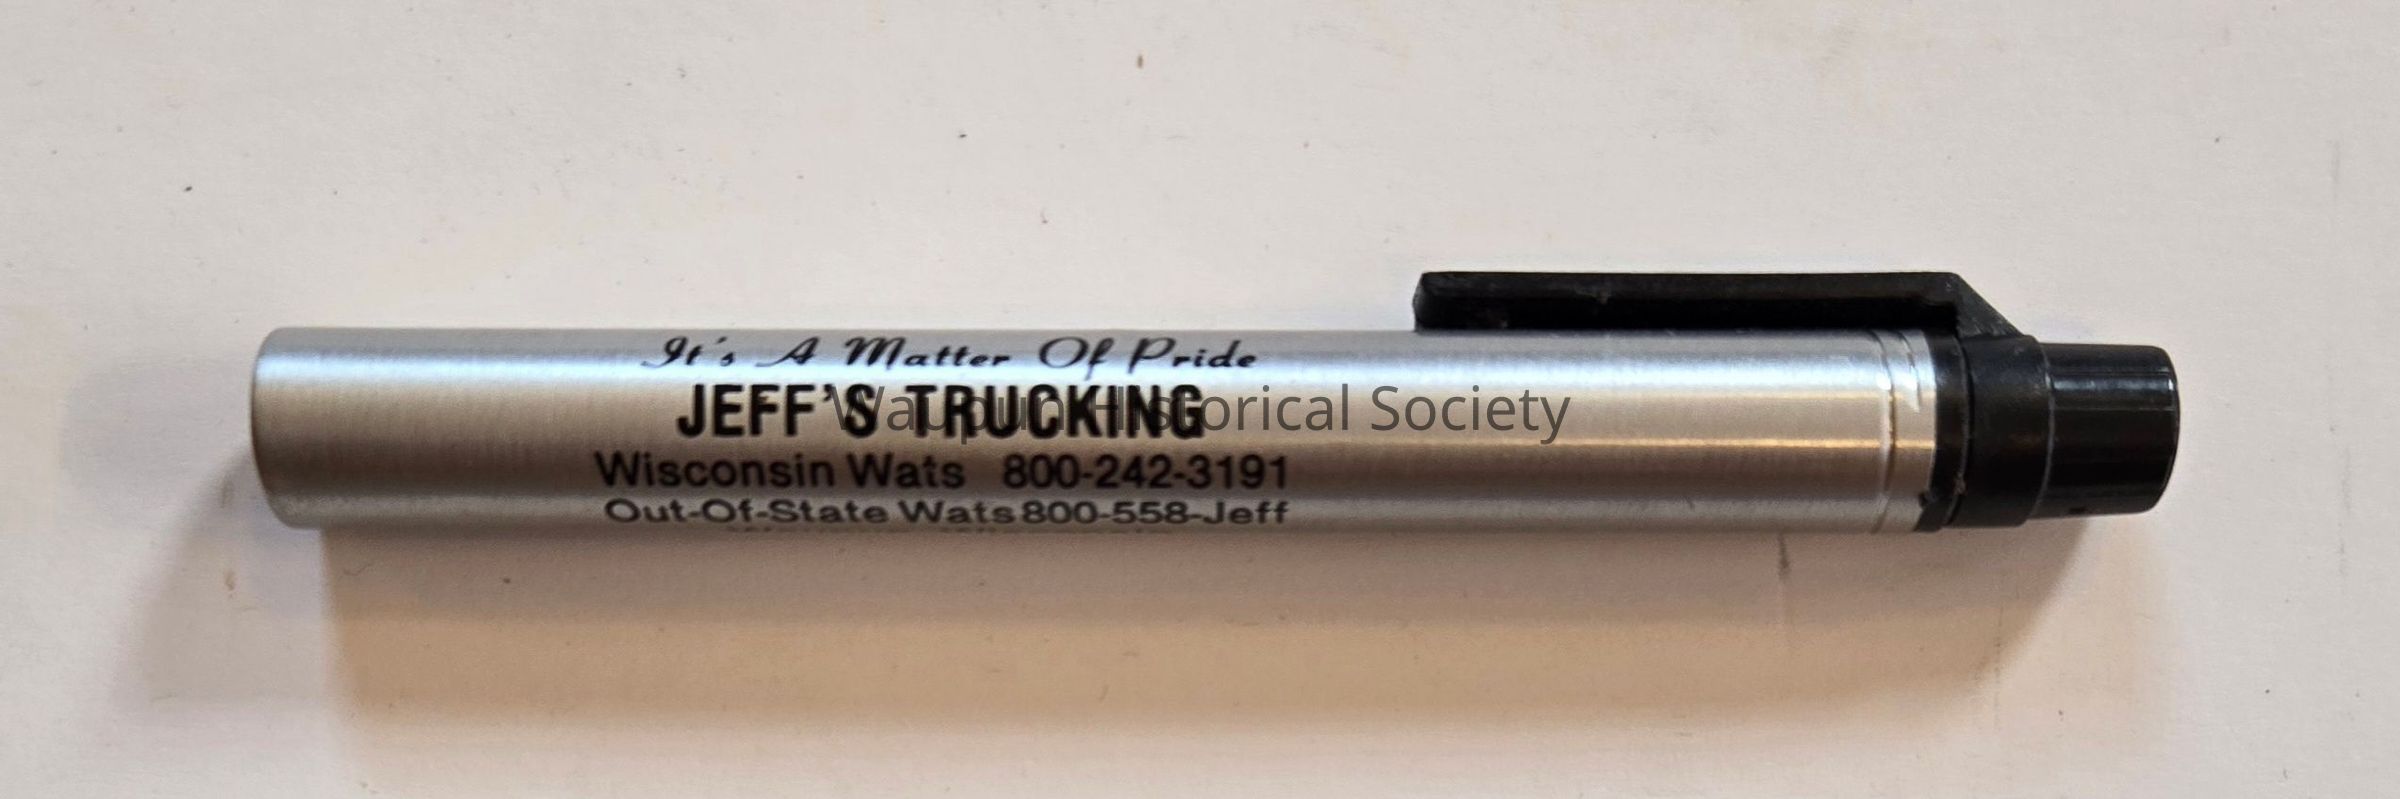 It's A Matter Of Pride
JEFF'S TRUCKING
Waupun Historical Society
Wisconsin Wats 800-242-3191
Out-Of-State Wats 800-558-Jeff